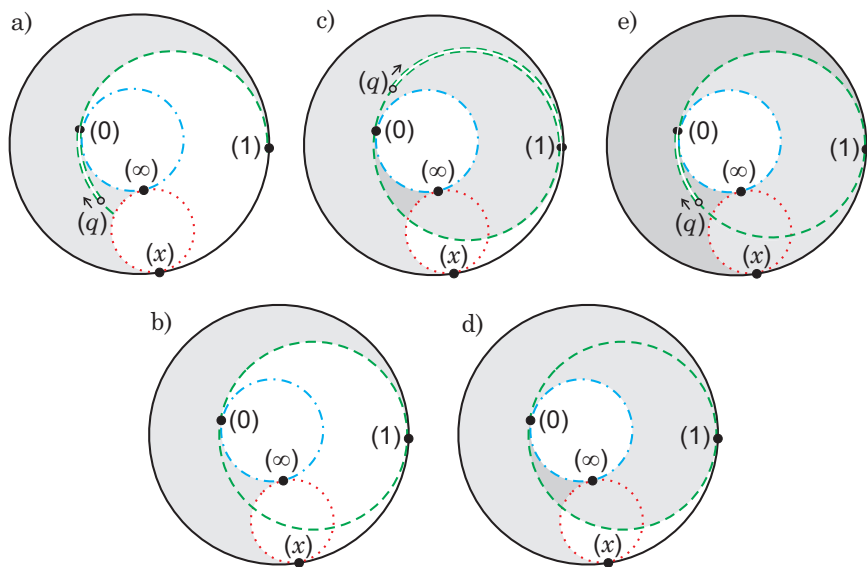 a)
(0)
(1)
(∞)
(q)
(x)
c)
(q)
(0)
(1)
(∞)
(x)
e)
(0)
(1)
(∞)
(q)
(x)
b)
(0)
(1)
(∞)
(x)
d)
(0)
(1)
(∞)
(x)